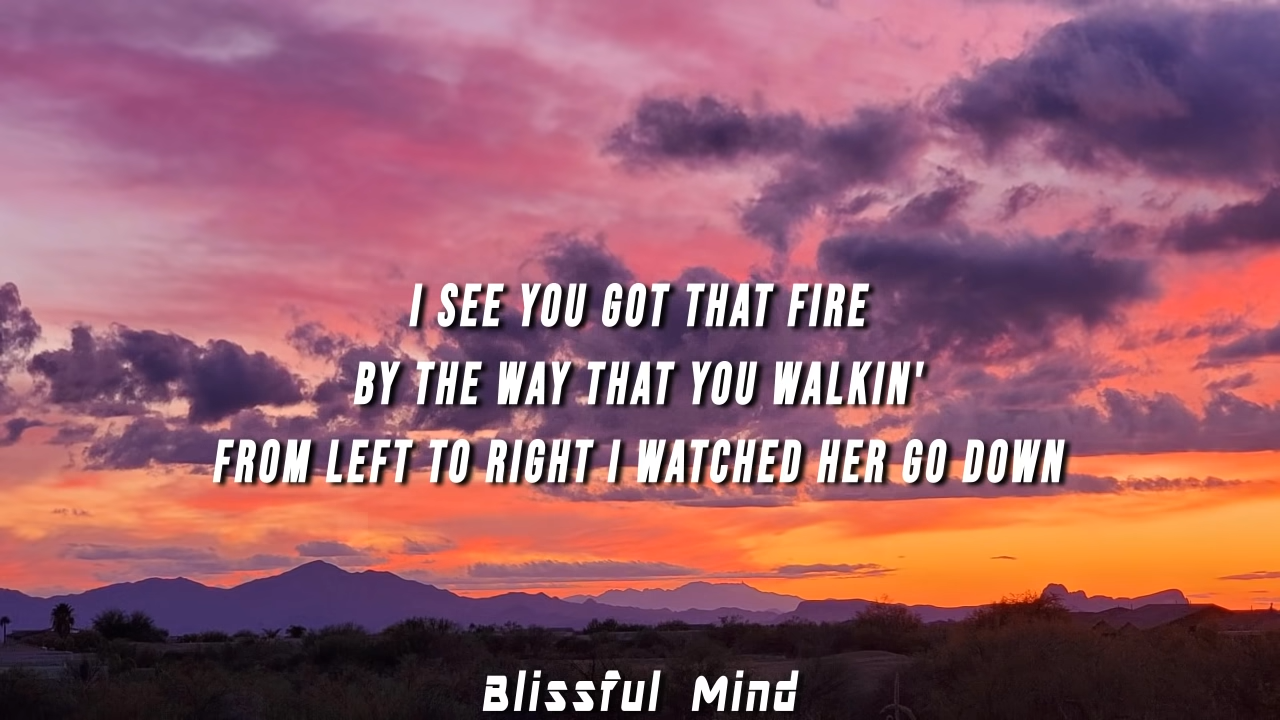 I SEE YOU GOT THAT FIRE
BY THE WAY THAT YOU WALKIN'
FROM LEFT TO RIGHT I WATCHED HER GO DOWN
Blissful Mind